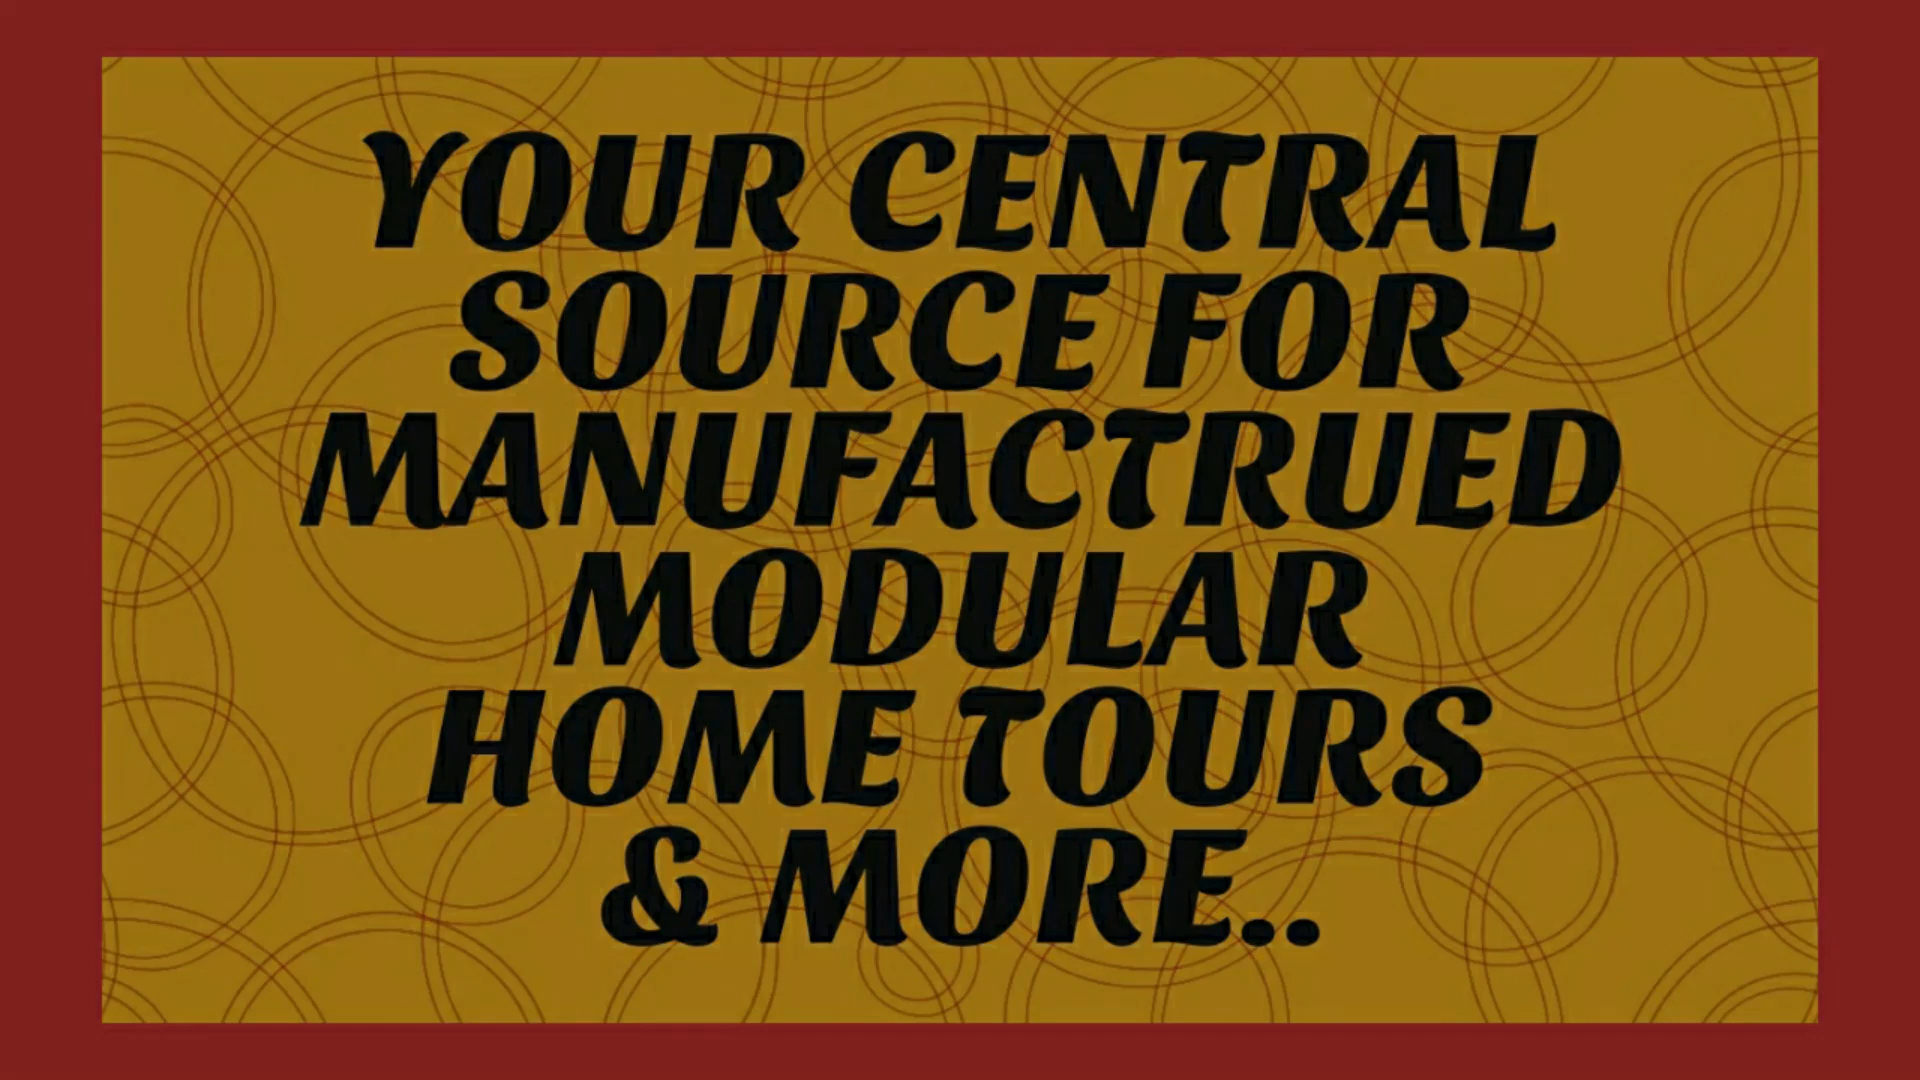 YOUR CENTRAL
SOURCE FOR
MANUFACTRUED
MODULAR
HOME TOURS
& MORE..